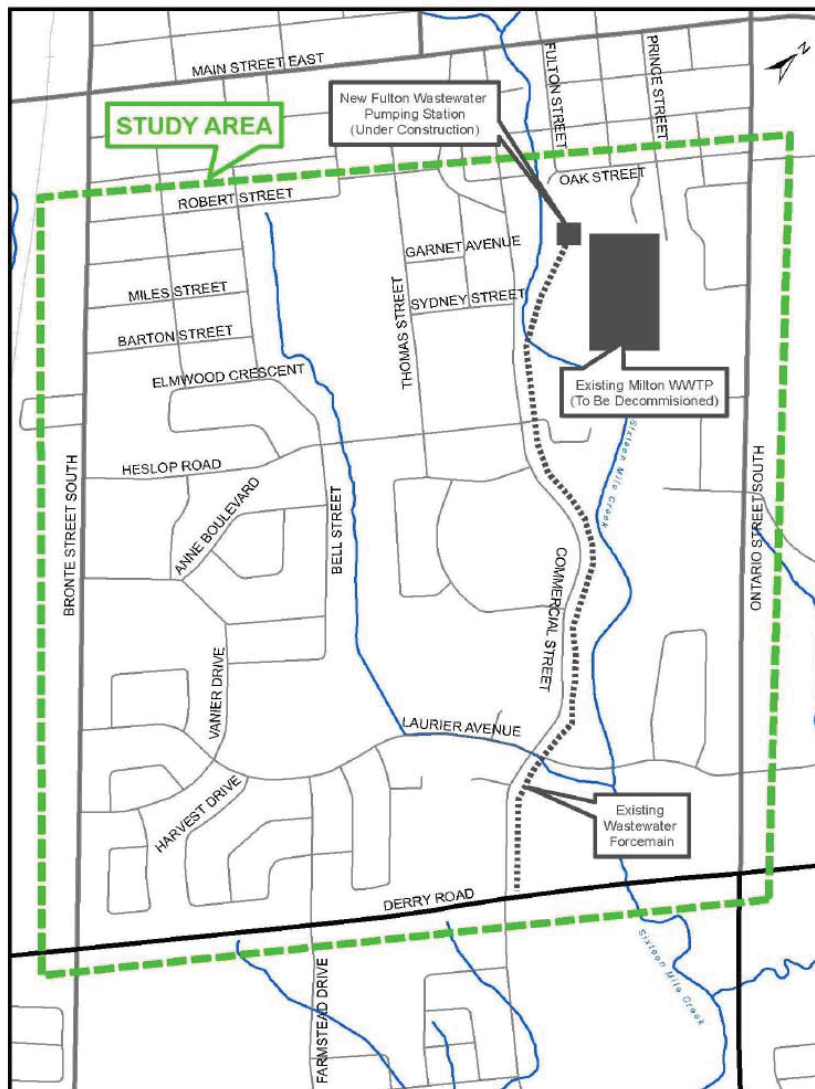 MAIN STREET EAST
FULTON STREET
PRINCE STREET
N
New Fulton Wastewater
Pumping Station
(Under Construction)
STUDY AREA
OAK STREET
ROBERT STREET
GARNET AVENUE
MILES STREET
SYDNEY STREET
BARTON STREET
THOMAS STREET
ELMWOOD CRESCENT
Existing Milton WWTP
(To Be Decommisioned)
Sixteen Mile Creek
HESLOP ROAD
BRONTE STREET SOUTH
ANNE BOULEVARD
BELL STREET
COMMERCIAL STREET
ONTARIO STREET SOUTH
VANIER DRIVE
LAURIER AVENUE
HARVEST DRIVE
Existing
Wastewater
Forcemain
DERRY ROAD
Sixteen Mile Creek
FARMSTEAD DRIVE